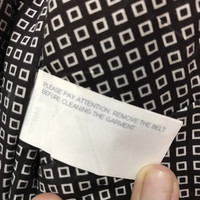 PLEASE PAY ATTENTION: REMOVE THE BELT
BEFORE CLEANING THE GARMENT